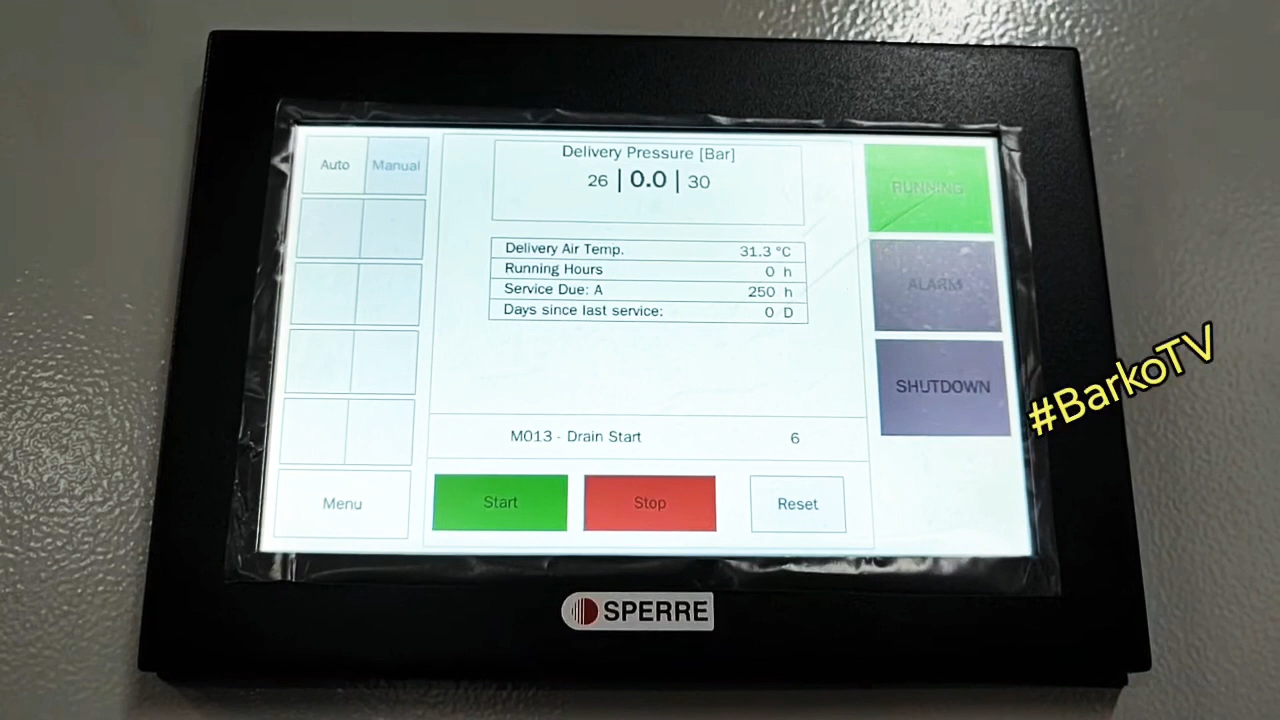 Auto Manual
Delivery Pressure [Bar]
26 | 0.0 | 30
Delivery Air Temp. 31.3 °C
Running Hours 0 h
Service Due: A 250 h
Days since last service: 0 D
M013 - Drain Start 6
Menu
Start
Stop
Reset
RUNNING
ALARM
SHUTDOWN
#BarkoTV
SPERRE